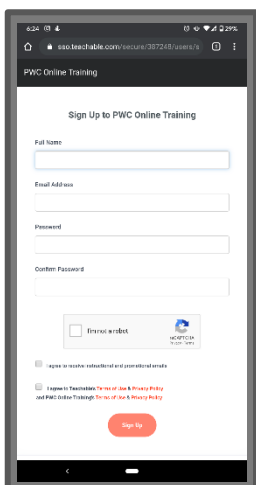 6:24
29%
sso.teachable.com/secure/387248/users/s
PWC Online Training
Sign Up to PWC Online Training
Full Name
Email Address
Password
Confirm Password
I'm not a robot
reCAPTCHA
I agree to receive instructional and promotional emails
I agree to Teachable's Terms of Use & Privacy Policy
and PWC Online Training's Terms of Use & Privacy Policy
Sign Up